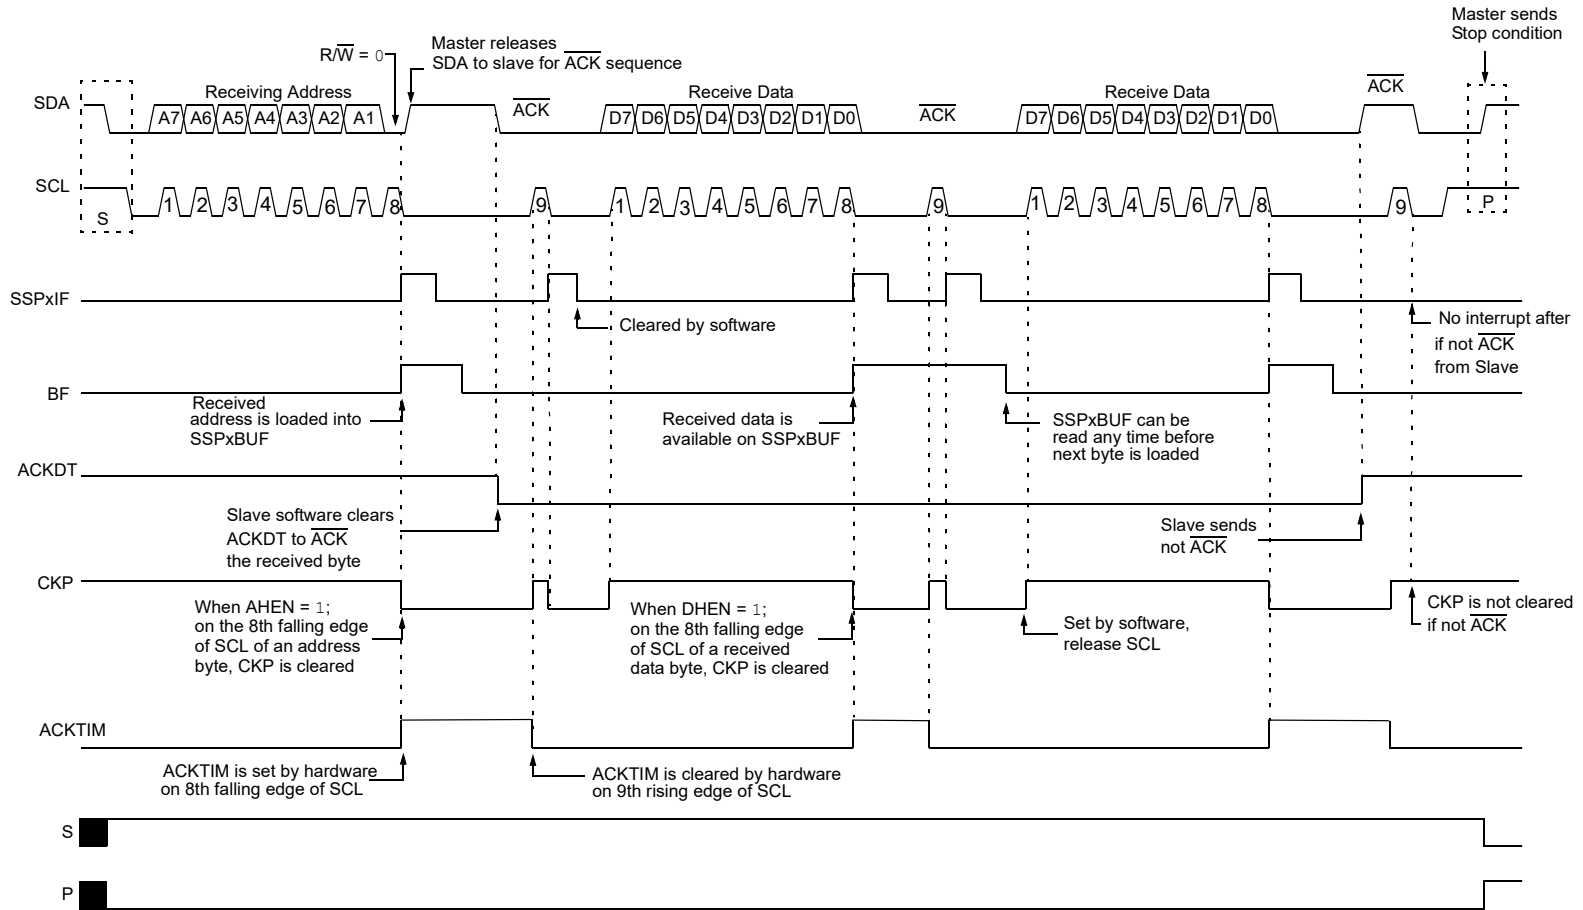 Master sends
Stop condition
R/W = 0
Master releases
SDA to slave for ACK sequence
SDA
Receiving Address
ACK
Receive Data
ACK
Receive Data
ACK
A7 A6 A5 A4 A3 A2 A1
D7 D6 D5 D4 D3 D2 D1 D0
D7 D6 D5 D4 D3 D2 D1 D0
SCL
S
1 2 3 4 5 6 7 8 9
1 2 3 4 5 6 7 8 9
1 2 3 4 5 6 7 8 9
P
SSPxIF
Cleared by software
No interrupt after
if not ACK
from Slave
BF
Received
address is loaded into
SSPxBUF
Received data is
available on SSPxBUF
SSPxBUF can be
read any time before
next byte is loaded
ACKDT
Slave software clears
ACKDT to ACK
the received byte
Slave sends
not ACK
CKP
When AHEN = 1;
on the 8th falling edge
of SCL of an address
byte, CKP is cleared
When DHEN = 1;
on the 8th falling edge
of SCL of a received
data byte, CKP is cleared
Set by software,
release SCL
CKP is not cleared
if not ACK
ACKTIM
ACKTIM is set by hardware
on 8th falling edge of SCL
ACKTIM is cleared by hardware
on 9th rising edge of SCL
S
P